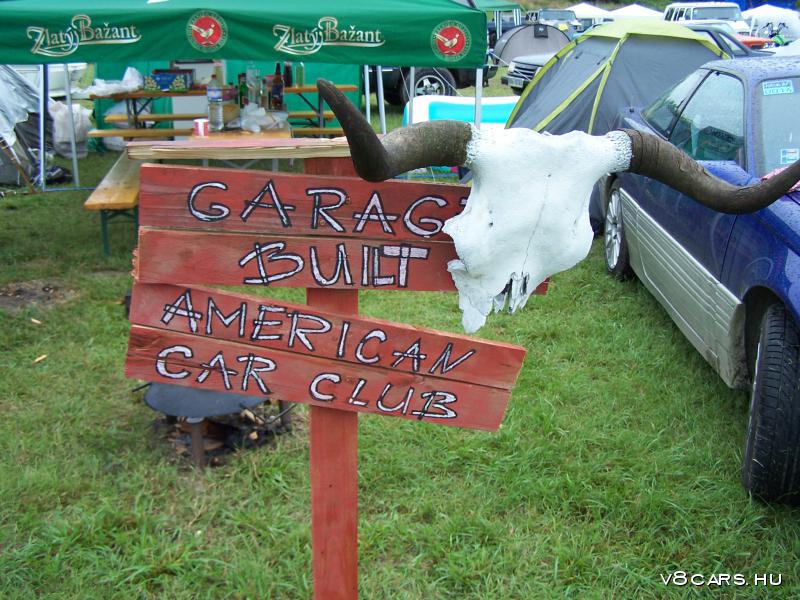 Zlatý Bažant Zlatý Bažant
GARAGE
BUILT
AMERICAN
CAR CLUB
V8CARS.HU